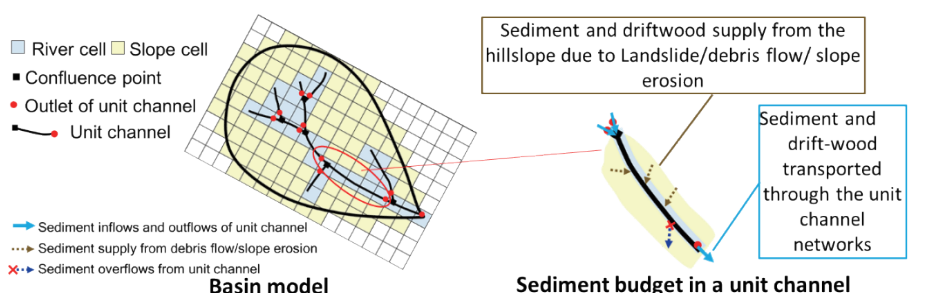 River cell
Slope cell
Confluence point
Outlet of unit channel
Unit channel
Sediment inflows and outflows of unit channel
Sediment supply from debris flow/slope erosion
Sediment overflows from unit channel
Basin model
Sediment and driftwood supply from the
hillslope due to Landslide/debris flow/ slope
erosion
Sediment and
drift-wood
transported
through the unit
channel
networks
Sediment budget in a unit channel